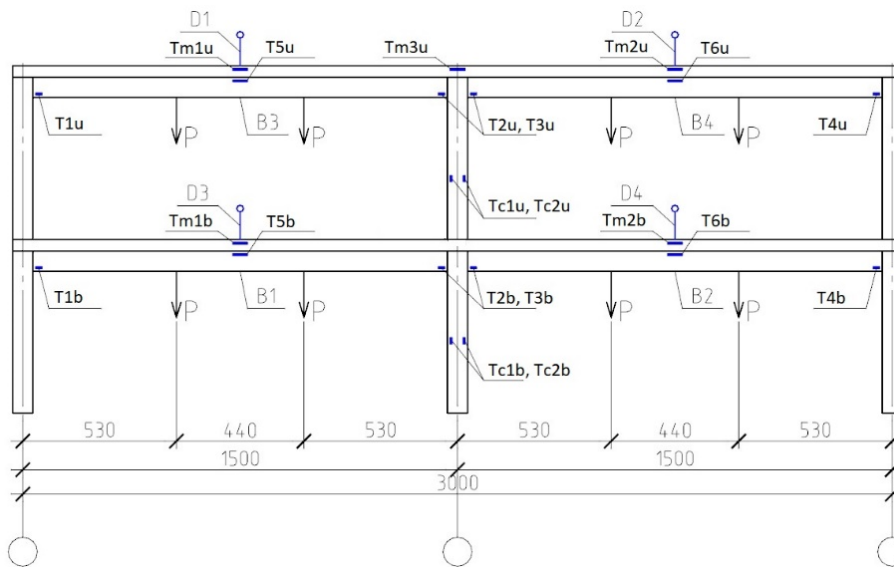 D1 D2
Tm1u T5u Tm3u Tm2u T6u
T1u P B3 P T2u, T3u P B4 P T4u
D3 Tc1u, Tc2u D4
Tm1b T5b Tm2b T6b
T1b P B1 P T2b, T3b P B2 P T4b
Tc1b, Tc2b
530 440 530 530 440 530
1500 1500
3000